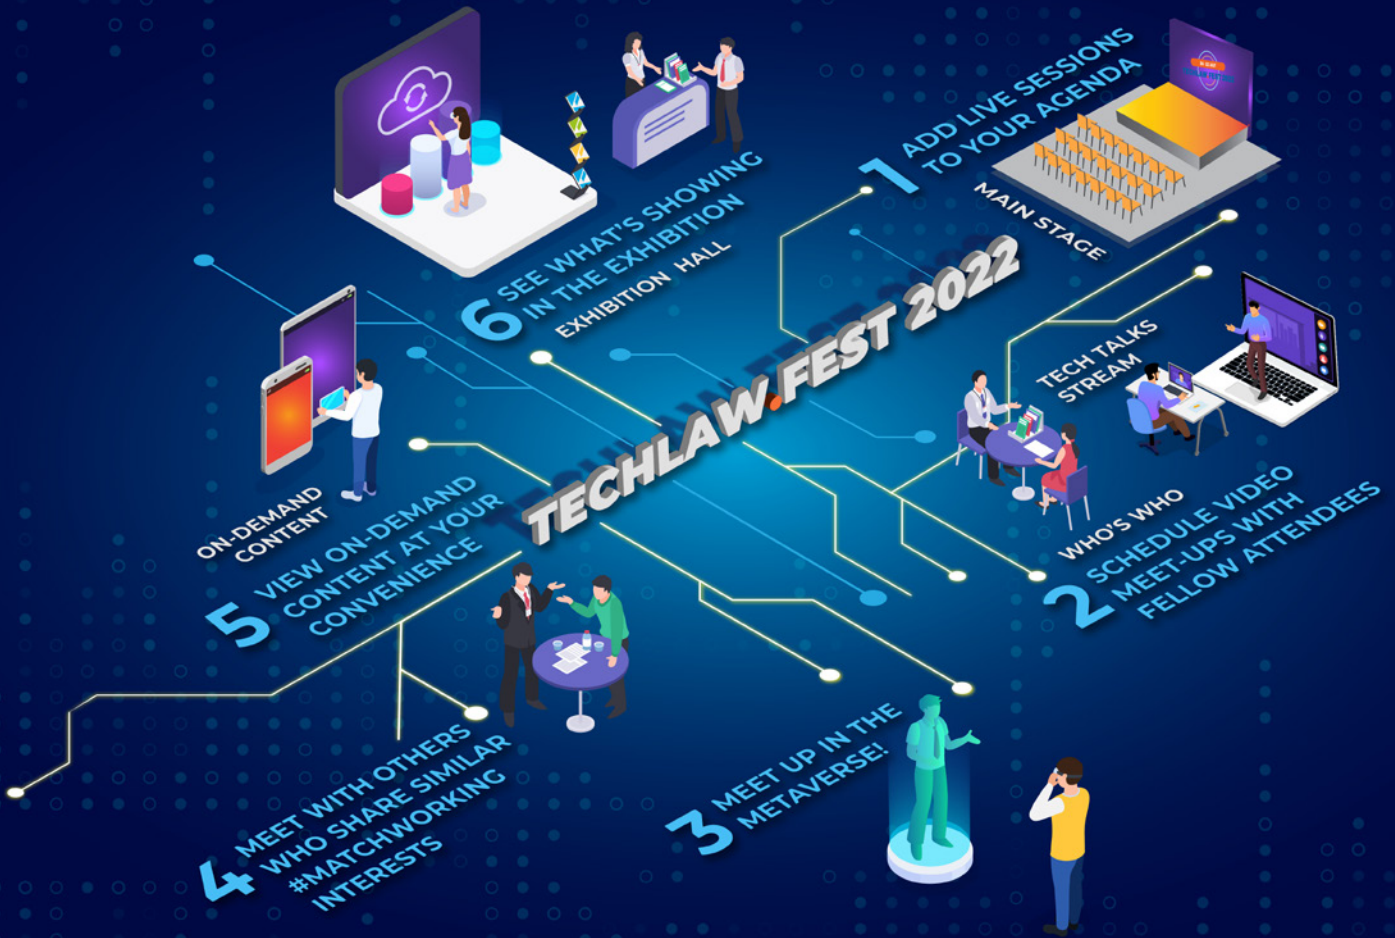 TECHLAW.FEST 2022
1
ADD LIVE SESSIONS
TO YOUR AGENDA
MAIN STAGE
TECH TALKS
STREAM
WHO'S WHO
2
SCHEDULE VIDEO
MEET-UPS WITH
FELLOW ATTENDEES
3
MEET UP IN THE
METAVERSE!
4
MEET WITH OTHERS
WHO SHARE SIMILAR
#MATCHWORKING
INTERESTS
ON-DEMAND
CONTENT
5
VIEW ON-DEMAND
CONTENT AT YOUR
CONVENIENCE
6
SEE WHAT'S SHOWING
IN THE EXHIBITION
EXHIBITION HALL